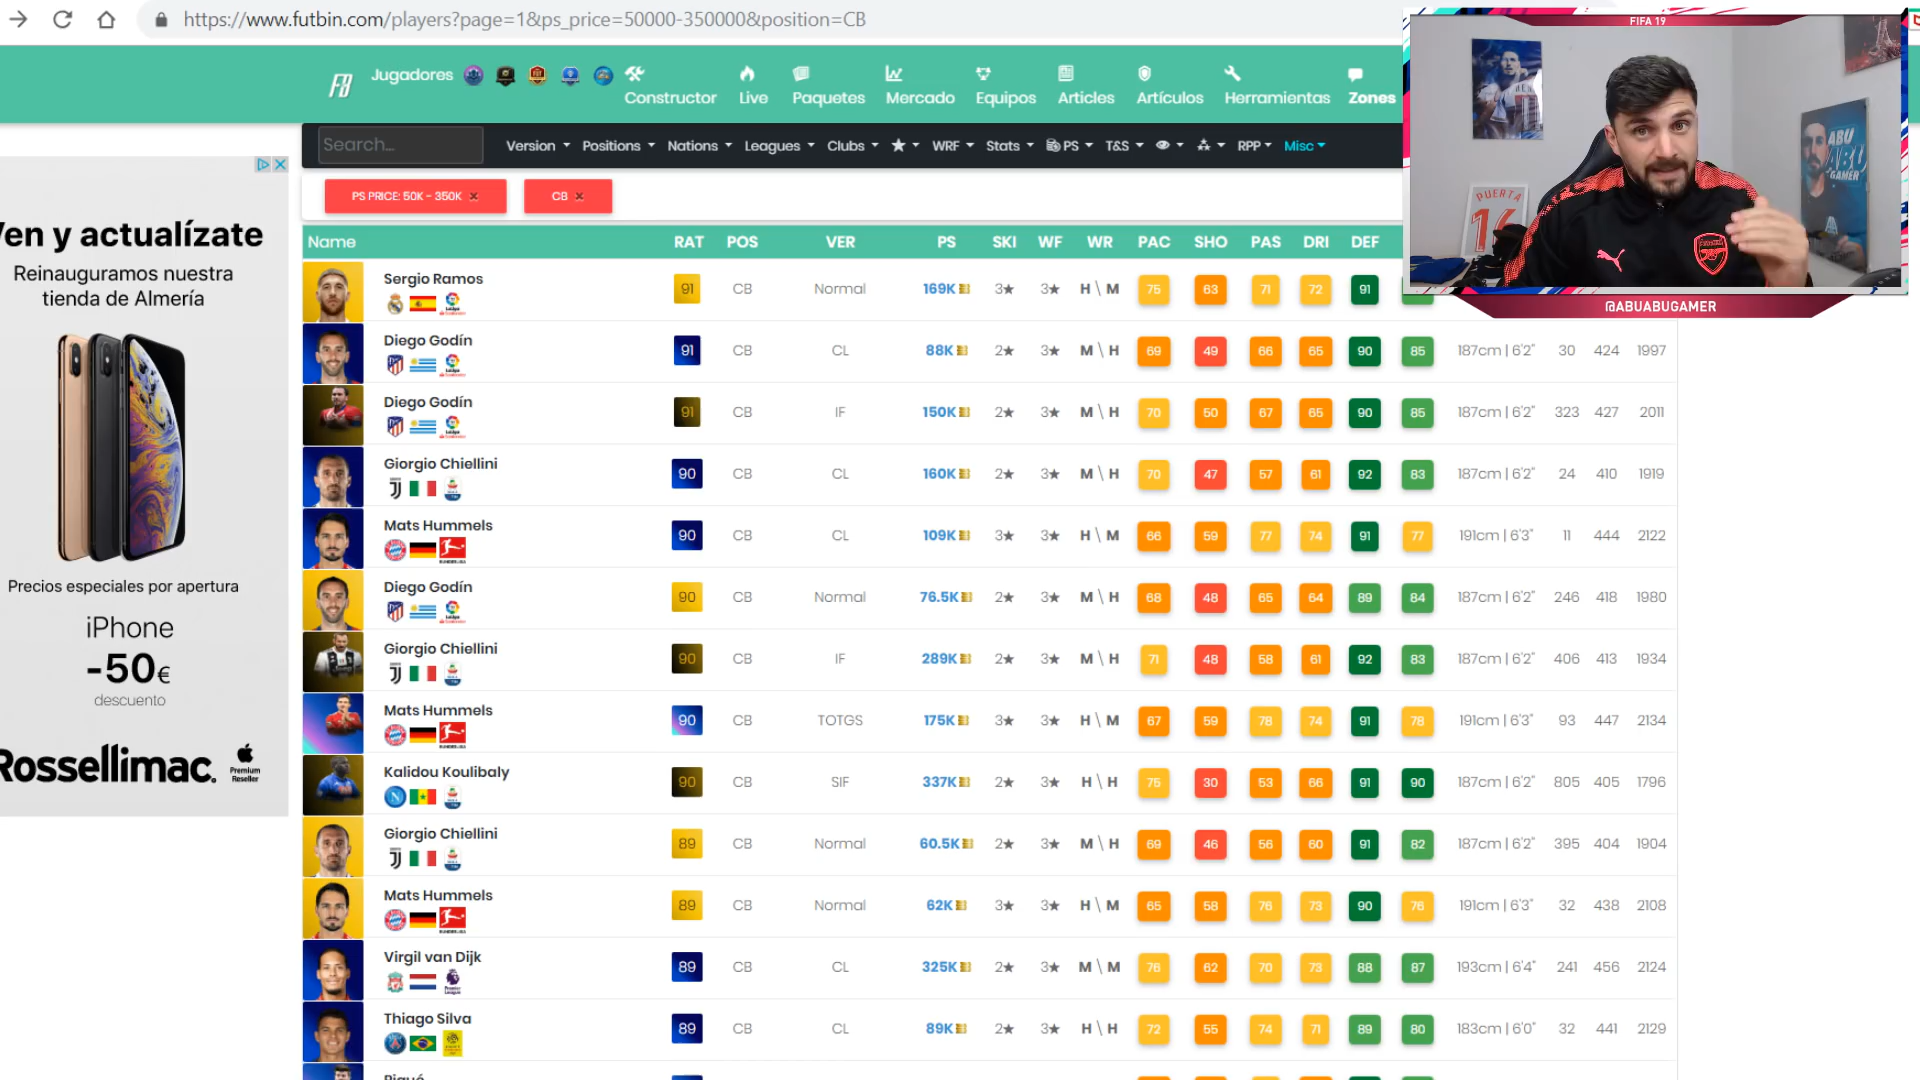 https://www.futbin.com/players?page=1&ps_price=50000-350000&position=CB
FIFA 19
Jugadores
Constructor
Live
Paquetes
Mercado
Equipos
Articles
Artículos
Herramientas
Zones
Search...
Version
Positions
Nations
Leagues
Clubs
WRF
Stats
PS
T&S
RPP
Misc
PS PRICE: 50K - 350K ×
CB ×
Name RAT POS VER PS SKI WF WR PAC SHO PAS DRI DEF
Sergio Ramos
91 CB Normal 169K 3★ 3★ H \ M 75 63 71 72 91
Diego Godín
91 CB CL 88K 2★ 3★ M \ H 69 49 66 65 90 85 187cm | 6'2" 30 424 1997
Diego Godín
91 CB IF 150K 2★ 3★ M \ H 70 50 67 65 90 85 187cm | 6'2" 323 427 2011
Giorgio Chiellini
90 CB CL 160K 2★ 3★ M \ H 70 47 57 61 92 83 187cm | 6'2" 24 410 1919
Mats Hummels
90 CB CL 109K 3★ 3★ H \ M 66 59 77 74 91 77 191cm | 6'3" 11 444 2122
Diego Godín
90 CB Normal 76.5K 2★ 3★ M \ H 68 48 65 64 89 84 187cm | 6'2" 246 418 1980
Giorgio Chiellini
90 CB IF 289K 2★ 3★ M \ H 71 48 58 61 92 83 187cm | 6'2" 406 413 1934
Mats Hummels
90 CB TOTGS 175K 3★ 3★ H \ M 67 59 78 74 91 78 191cm | 6'3" 93 447 2134
Kalidou Koulibaly
90 CB SIF 337K 2★ 3★ H \ H 75 30 53 66 91 90 187cm | 6'2" 805 405 1796
Giorgio Chiellini
89 CB Normal 60.5K 2★ 3★ M \ H 69 46 56 60 91 82 187cm | 6'2" 395 404 1904
Mats Hummels
89 CB Normal 62K 3★ 3★ H \ M 65 58 76 73 90 76 191cm | 6'3" 32 438 2108
Virgil van Dijk
89 CB CL 325K 2★ 3★ M \ M 76 62 70 73 88 87 193cm | 6'4" 241 456 2124
Thiago Silva
89 CB CL 89K 2★ 3★ H \ H 72 55 74 71 89 80 183cm | 6'0" 32 441 2129
en y actualízate
Reinauguramos nuestra
tienda de Almería
Precios especiales por apertura
iPhone
-50€
descuento
Rossellimac.
Premium
Reseller
PUERTA
16
ABU
ABU
GAMER
@ABUABUGAMER